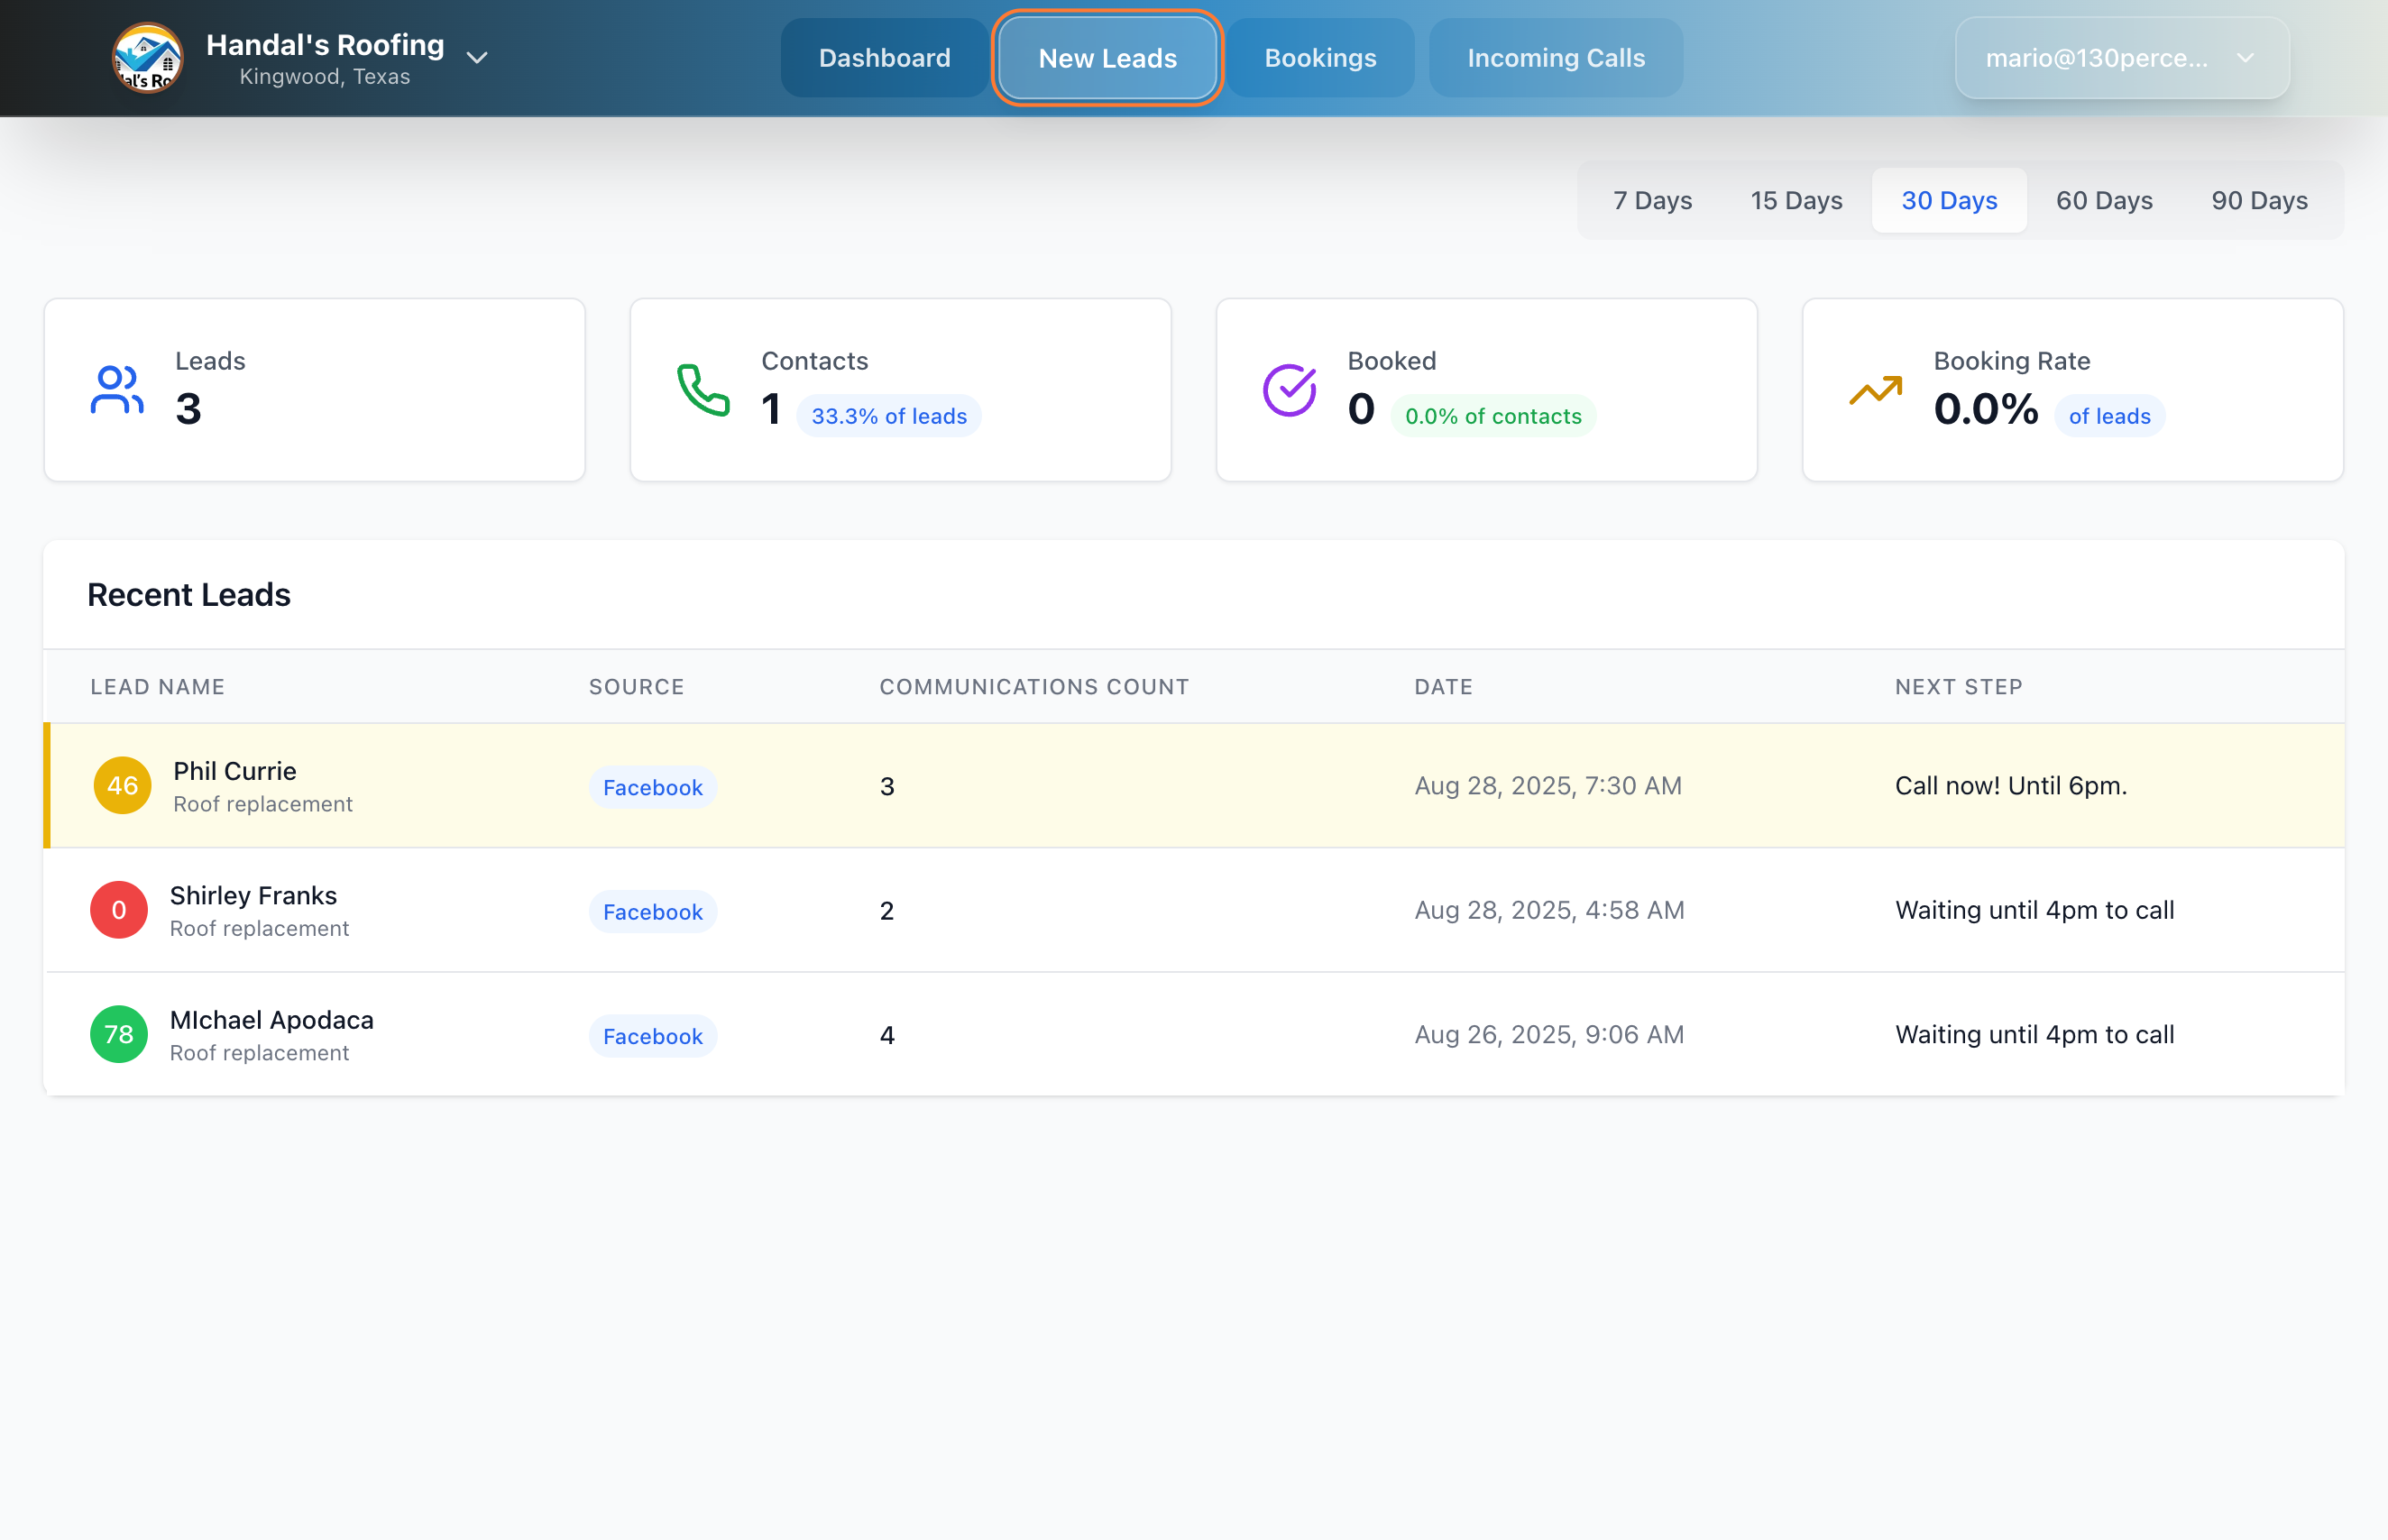 Handal's Roofing
Kingwood, Texas
al's Ro
Dashboard
New Leads
Bookings
Incoming Calls
mario@130perce...
7 Days
15 Days
30 Days
60 Days
90 Days
Leads
3
Contacts
1 33.3% of leads
Booked
0 0.0% of contacts
Booking Rate
0.0% of leads
Recent Leads
LEAD NAME SOURCE COMMUNICATIONS COUNT DATE NEXT STEP
46 Phil Currie Facebook 3 Aug 28, 2025, 7:30 AM Call now! Until 6pm.
Roof replacement
0 Shirley Franks Facebook 2 Aug 28, 2025, 4:58 AM Waiting until 4pm to call
Roof replacement
78 MIchael Apodaca Facebook 4 Aug 26, 2025, 9:06 AM Waiting until 4pm to call
Roof replacement